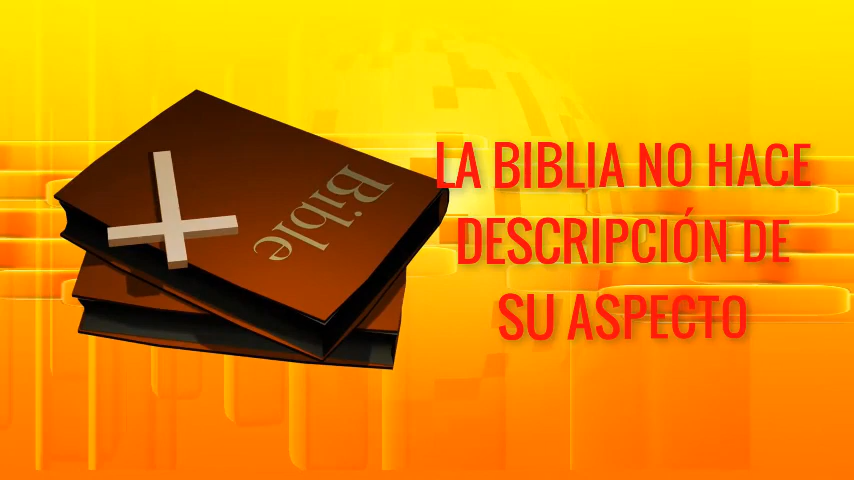 Bible
LA BIBLIA NO HACE
DESCRIPCIÓN DE
SU ASPECTO